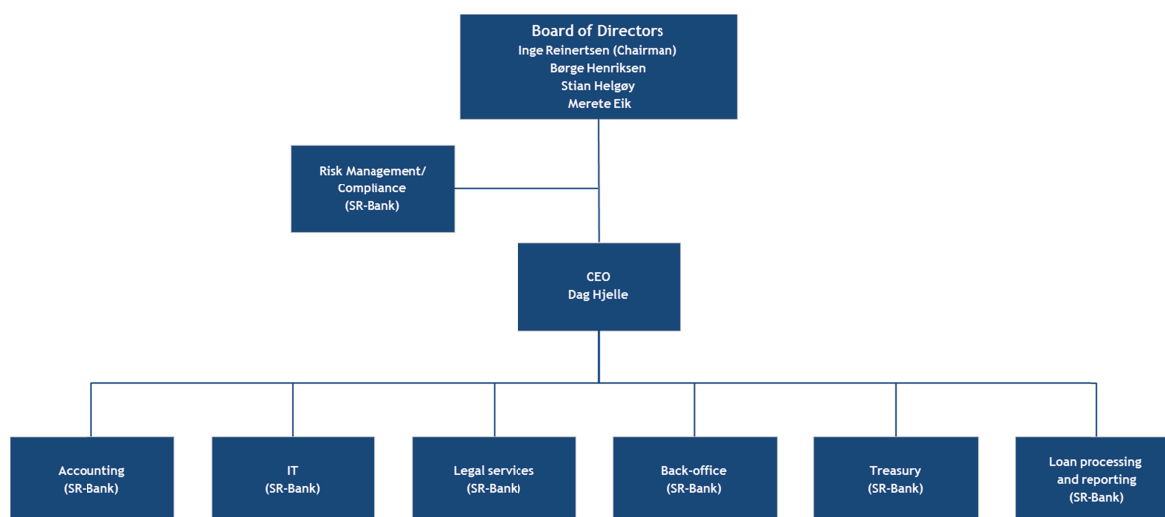 Board of Directors
Inge Reinertsen (Chairman)
Børge Henriksen
Stian Helgøy
Merete Eik
Risk Management/
Compliance
(SR-Bank)
CEO
Dag Hjelle
Accounting
(SR-Bank)
IT
(SR-Bank)
Legal services
(SR-Bank)
Back-office
(SR-Bank)
Treasury
(SR-Bank)
Loan processing
and reporting
(SR-Bank)